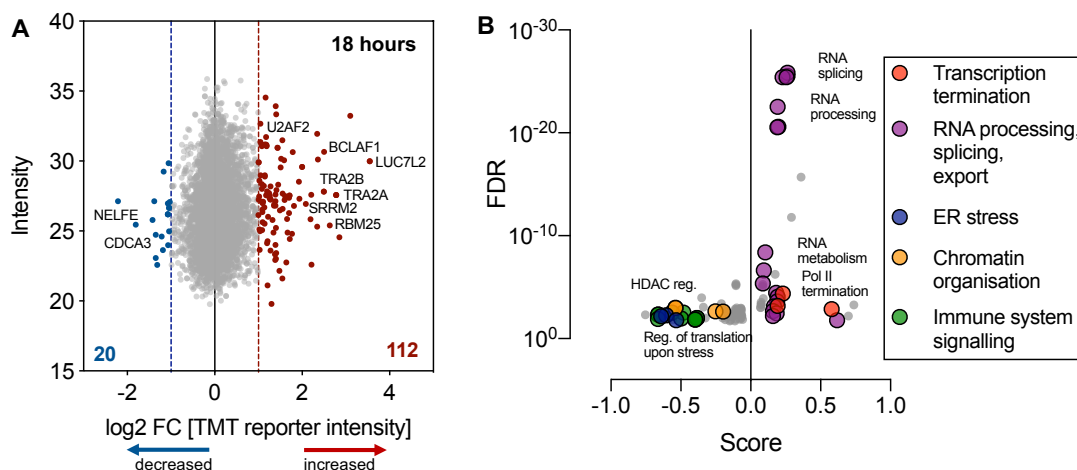 A
40
35
30
25
20
15
Intensity
18 hours
U2AF2
BCLAF1
LUC7L2
TRA2B
TRA2A
SRRM2
RBM25
NELFE
CDCA3
20
112
-2
0
2
4
log2 FC [TMT reporter intensity]
decreased
increased
B
10-30
10-20
10-10
100
FDR
RNA
splicing
RNA
processing
RNA
metabolism
Pol II
termination
HDAC reg.
Reg. of translation
upon stress
-1.0
-0.5
0.0
0.5
1.0
Score
Transcription
termination
RNA processing,
splicing,
export
ER stress
Chromatin
organisation
Immune system
signalling